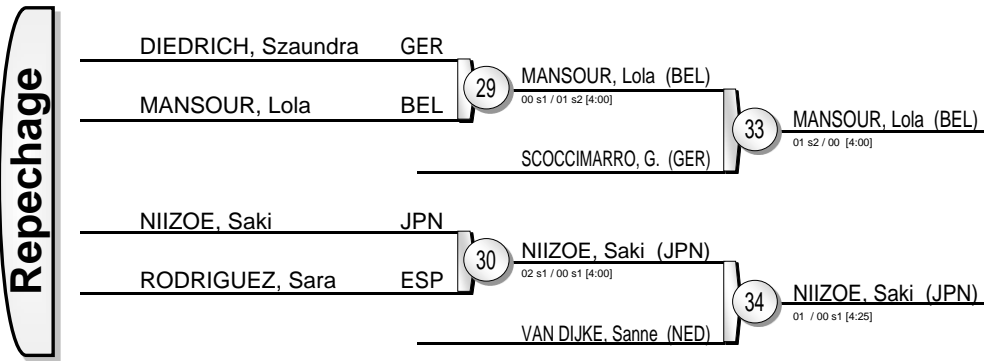 Repechage
DIEDRICH, Szaundra GER
MANSOUR, Lola BEL
29
MANSOUR, Lola (BEL)
00 s1 / 01 s2 [4:00]
SCOCCIMARRO, G. (GER)
33
MANSOUR, Lola (BEL)
01 s2 / 00 [4:00]
NIIZOE, Saki JPN
RODRIGUEZ, Sara ESP
30
NIIZOE, Saki (JPN)
02 s1 / 00 s1 [4:00]
VAN DIJKE, Sanne (NED)
34
NIIZOE, Saki (JPN)
01 / 00 s1 [4:25]